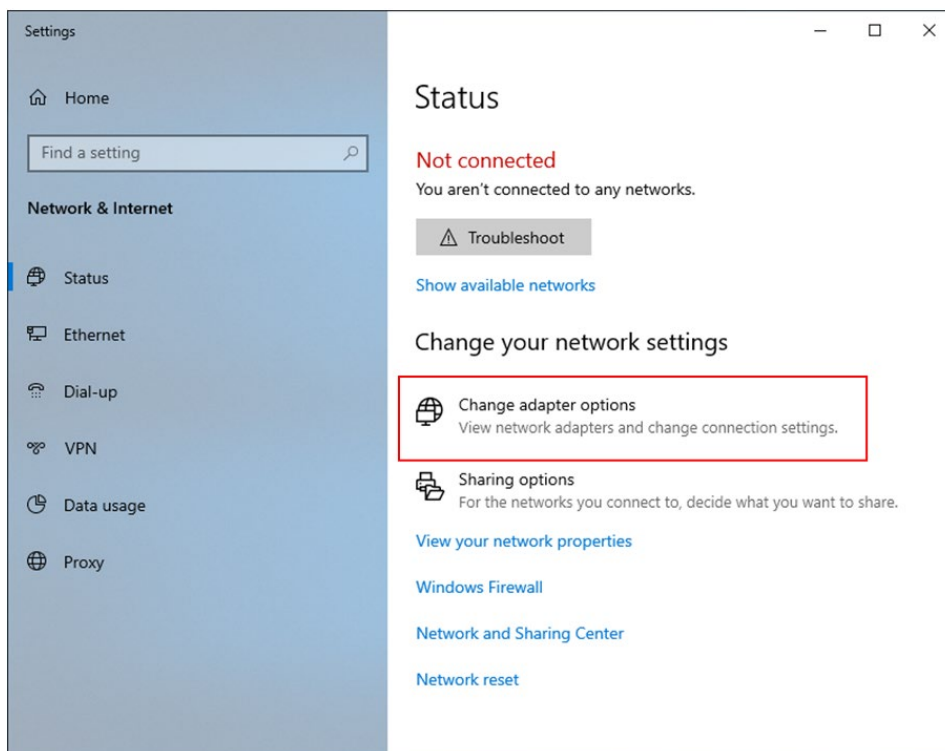 Settings
Home
Find a setting
Network & Internet
Status
Ethernet
Dial-up
VPN
Data usage
Proxy
Status
Not connected
You aren't connected to any networks.
Troubleshoot
Show available networks
Change your network settings
Change adapter options
View network adapters and change connection settings.
Sharing options
For the networks you connect to, decide what you want to share.
View your network properties
Windows Firewall
Network and Sharing Center
Network reset